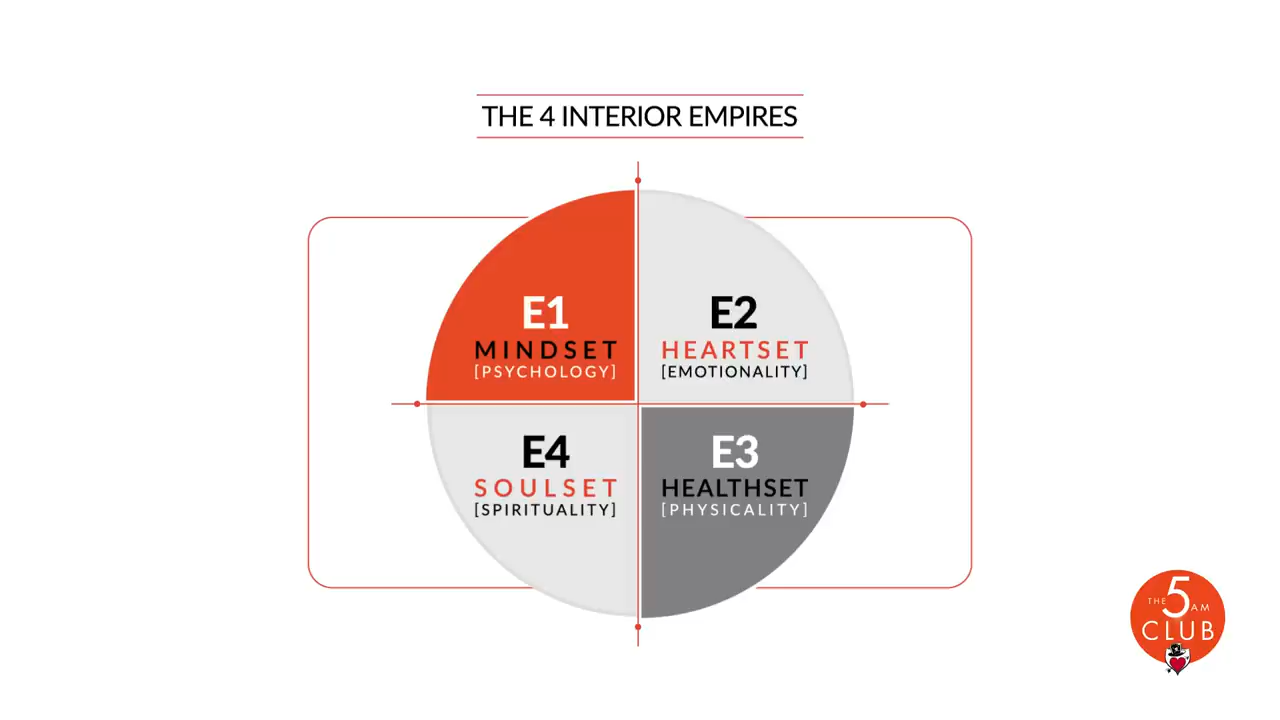 THE 4 INTERIOR EMPIRES
E1
MINDSET
[PSYCHOLOGY]
E2
HEARTSET
[EMOTIONALITY]
E4
SOULSET
[SPIRITUALITY]
E3
HEALTHSET
[PHYSICALITY]
THE 5 AM
CLUB